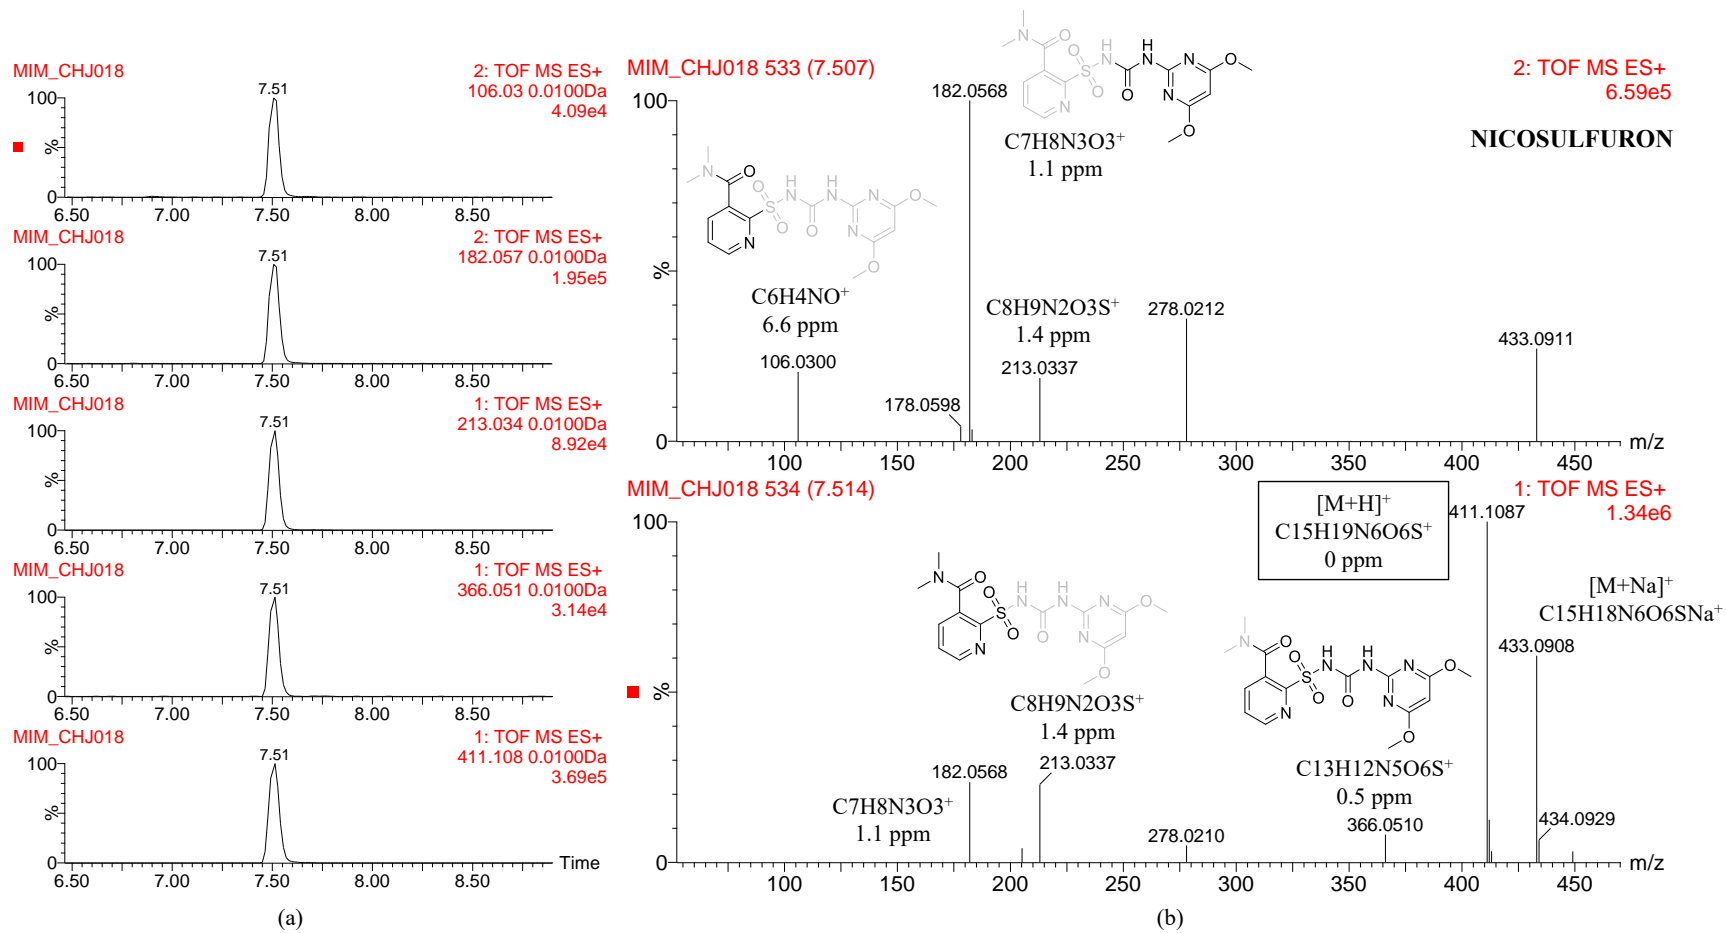 MIM_CHJ018
2: TOF MS ES+
106.03 0.0100Da
4.09e4
7.51
100
%
0
6.50 7.00 7.50 8.00 8.50
MIM_CHJ018
2: TOF MS ES+
182.057 0.0100Da
1.95e5
7.51
100
%
0
6.50 7.00 7.50 8.00 8.50
MIM_CHJ018
1: TOF MS ES+
213.034 0.0100Da
8.92e4
7.51
100
%
0
6.50 7.00 7.50 8.00 8.50
MIM_CHJ018
1: TOF MS ES+
366.051 0.0100Da
3.14e4
7.51
100
%
0
6.50 7.00 7.50 8.00 8.50
MIM_CHJ018
1: TOF MS ES+
411.108 0.0100Da
3.69e5
7.51
100
%
0
Time
6.50 7.00 7.50 8.00 8.50
(a)
MIM_CHJ018 533 (7.507)
2: TOF MS ES+
6.59e5
NICOSULFURON
100
%
0
182.0568
N O O S O H N O H N N N O O N
C7H8N3O3+
1.1 ppm
N O O S O H N O H N N N O O N
C6H4NO+
6.6 ppm
106.0300
178.0598
C8H9N2O3S+
1.4 ppm
213.0337
278.0212
433.0911
100 150 200 250 300 350 400 450
m/z
MIM_CHJ018 534 (7.514)
1: TOF MS ES+
1.34e6
100
%
0
[M+H]+
C15H19N6O6S+
0 ppm
411.1087
[M+Na]+
C15H18N6O6SNa+
433.0908
434.0929
N O O S O H N O H N N N O O N
C8H9N2O3S+
1.4 ppm
213.0337
182.0568
C7H8N3O3+
1.1 ppm
278.0210
N O O S O H N O H N N N O O N
C13H12N5O6S+
0.5 ppm
366.0510
100 150 200 250 300 350 400 450
m/z
(b)